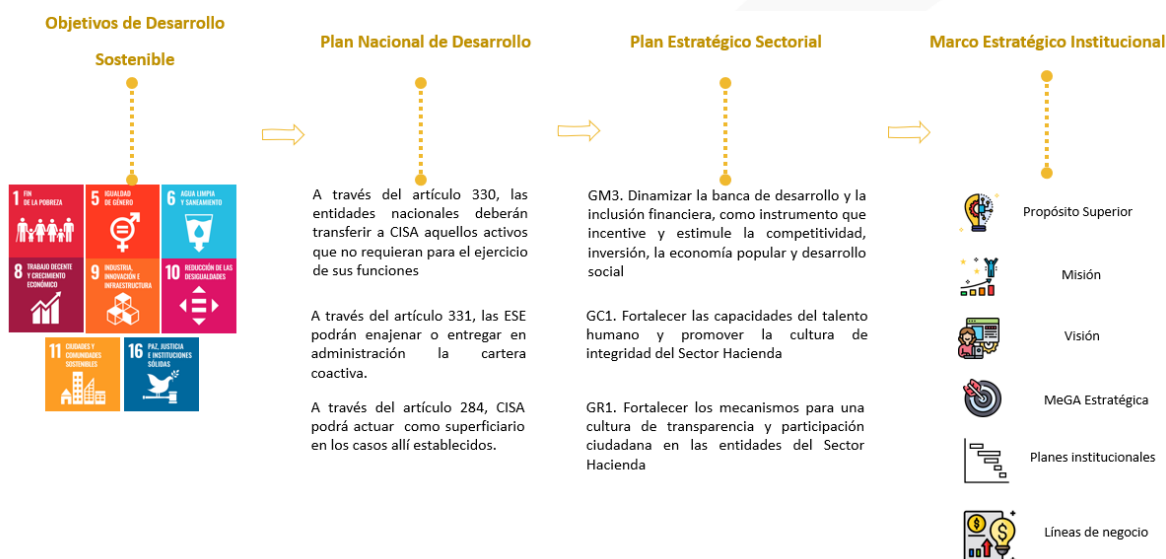 Objetivos de Desarrollo
Sostenible
1 FIN
DE LA POBREZA
5 IGUALDAD
DE GÉNERO
6 AGUA LIMPIA
Y SANEAMIENTO
8 TRABAJO DECENTE
Y CRECIMIENTO
ECONÓMICO
9 INDUSTRIA,
INNOVACIÓN E
INFRAESTRUCTURA
10 REDUCCIÓN DE LAS
DESIGUALDADES
11 CIUDADES Y
COMUNIDADES
SOSTENIBLES
16 PAZ, JUSTICIA
E INSTITUCIONES
SÓLIDAS
Plan Nacional de Desarrollo
A través del artículo 330, las
entidades nacionales deberán
transferir a CISA aquellos activos
que no requieran para el ejercicio
de sus funciones
A través del artículo 331, las ESE
podrán enajenar o entregar en
administración la cartera
coactiva.
A través del artículo 284, CISA
podrá actuar como superficiario
en los casos allí establecidos.
Plan Estratégico Sectorial
GM3. Dinamizar la banca de desarrollo y la
inclusión financiera, como instrumento que
incentive y estimule la competitividad,
inversión, la economía popular y desarrollo
social
GC1. Fortalecer las capacidades del talento
humano y promover la cultura de
integridad del Sector Hacienda
GR1. Fortalecer los mecanismos para una
cultura de transparencia y participación
ciudadana en las entidades del Sector
Hacienda
Marco Estratégico Institucional
Propósito Superior
Misión
Visión
MeGA Estratégica
Planes institucionales
Líneas de negocio